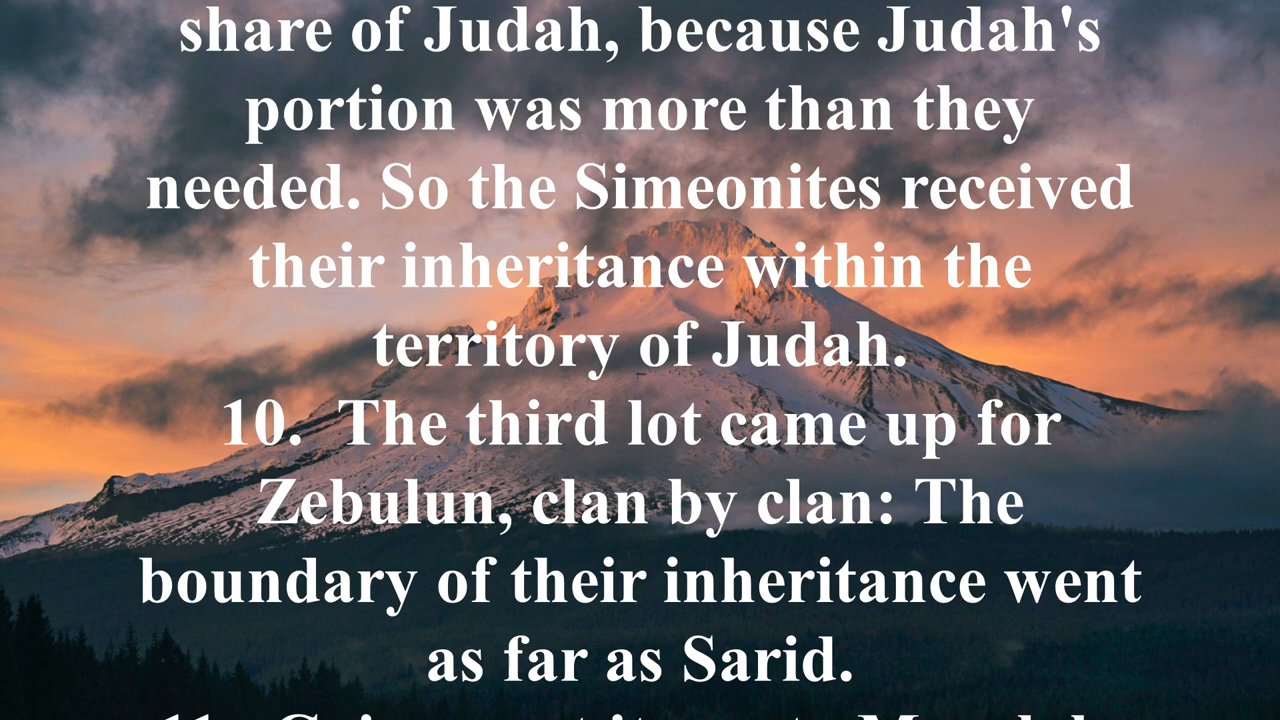 share of Judah, because Judah's
portion was more than they
needed. So the Simeonites received
their inheritance within the
territory of Judah.
10. The third lot came up for
Zebulun, clan by clan: The
boundary of their inheritance went
as far as Sarid.